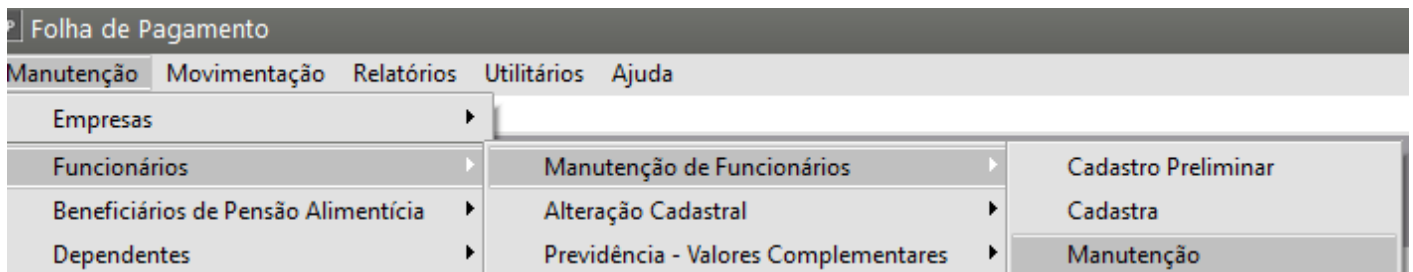 Folha de Pagamento
Manutenção Movimentação Relatórios Utilitários Ajuda
Empresas
Funcionários Manutenção de Funcionários Cadastro Preliminar
Beneficiários de Pensão Alimentícia Alteração Cadastral Cadastra
Dependentes Previdência - Valores Complementares Manutenção